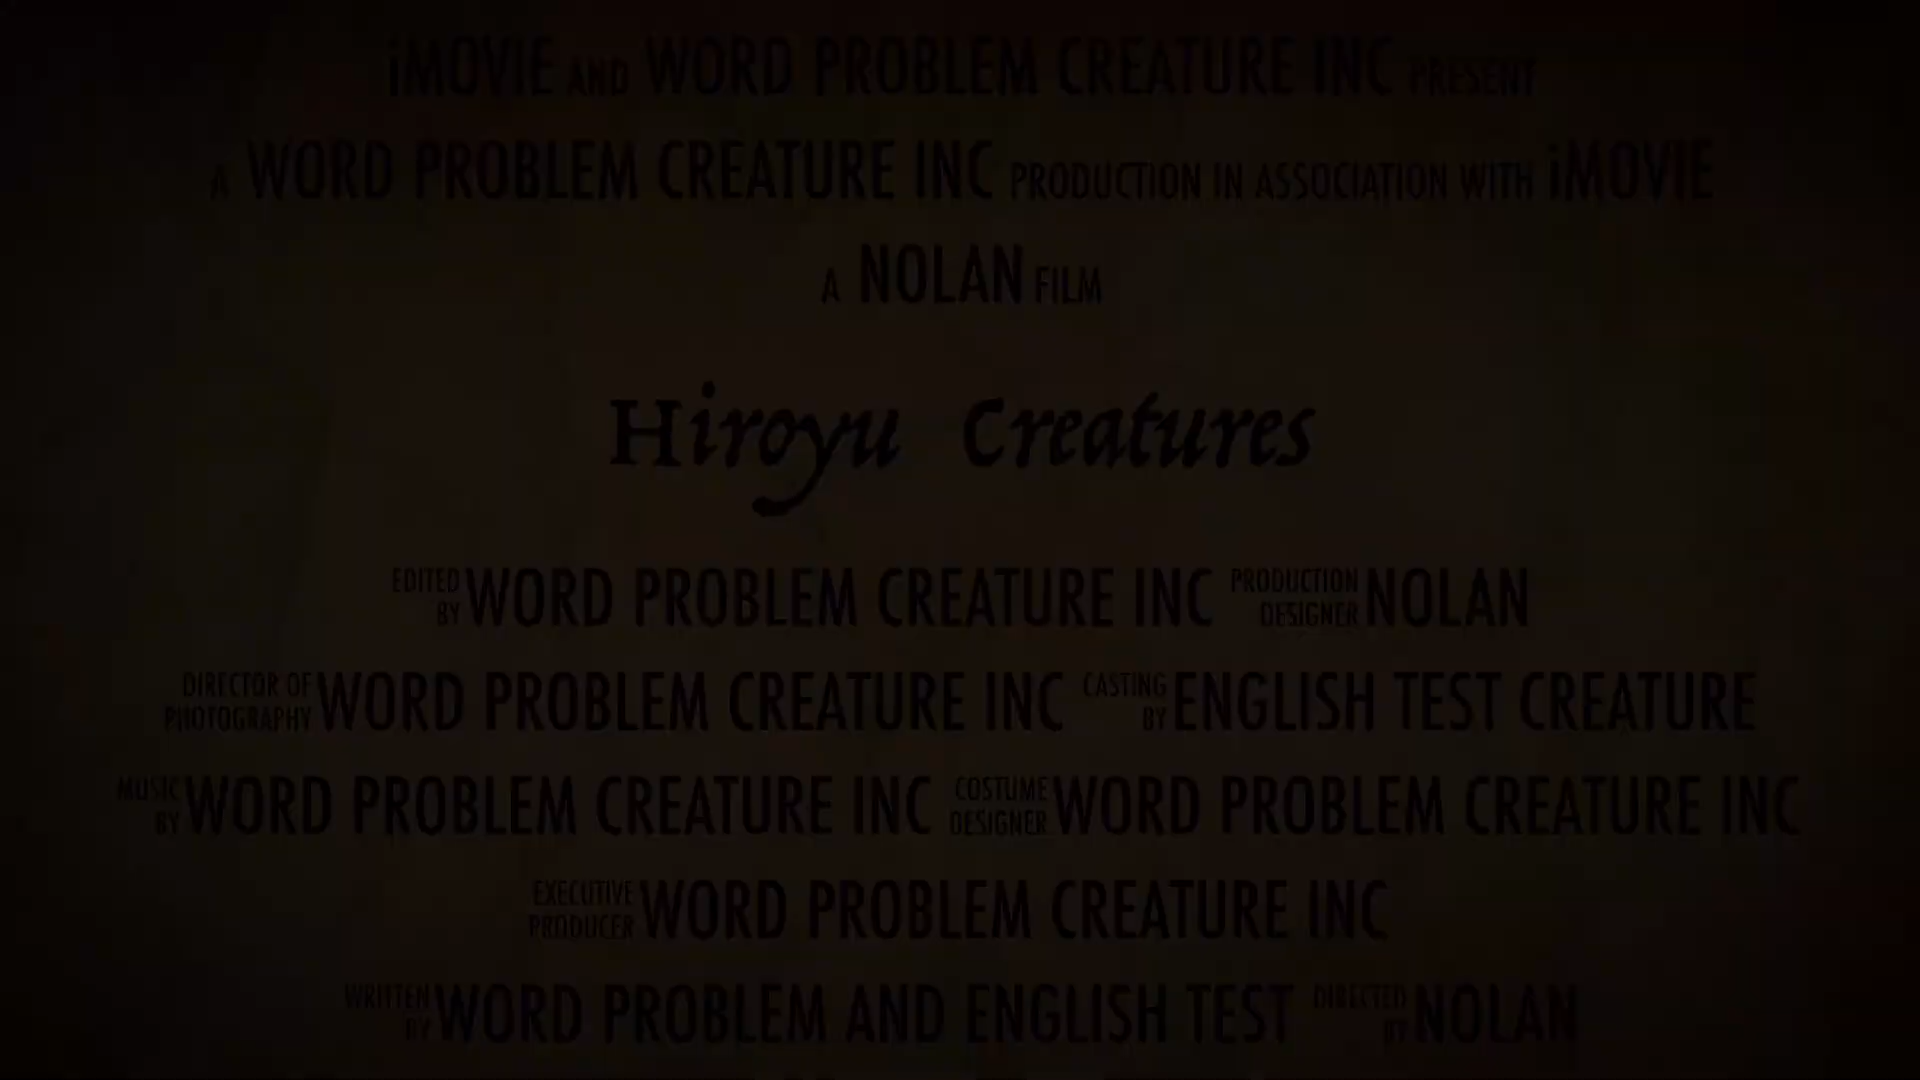 iMOVIE AND WORD PROBLEM CREATURE INC PRESENT
A WORD PROBLEM CREATURE INC PRODUCTION IN ASSOCIATION WITH iMOVIE
A NOLAN FILM
Hiroyu Creatures
EDITED BY WORD PROBLEM CREATURE INC PRODUCTION DESIGNER NOLAN
DIRECTOR OF PHOTOGRAPHY WORD PROBLEM CREATURE INC CASTING BY ENGLISH TEST CREATURE
MUSIC BY WORD PROBLEM CREATURE INC COSTUME DESIGNER WORD PROBLEM CREATURE INC
EXECUTIVE PRODUCER WORD PROBLEM CREATURE INC
WRITTEN BY WORD PROBLEM AND ENGLISH TEST DIRECTED BY NOLAN